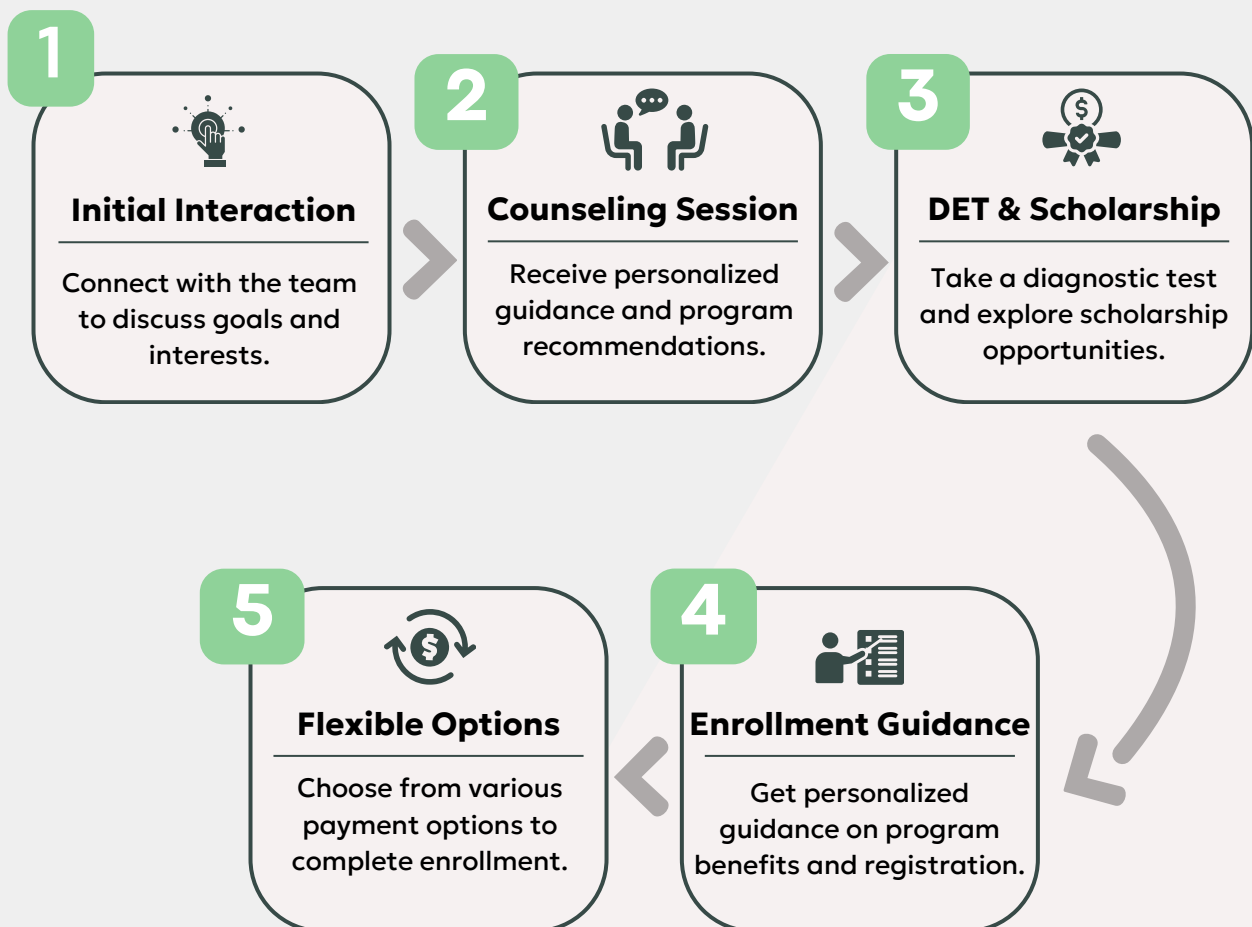 1
Initial Interaction
Connect with the team
to discuss goals and
interests.
2
Counseling Session
Receive personalized
guidance and program
recommendations.
3
DET & Scholarship
Take a diagnostic test
and explore scholarship
opportunities.
4
Enrollment Guidance
Get personalized
guidance on program
benefits and registration.
5
Flexible Options
Choose from various
payment options to
complete enrollment.